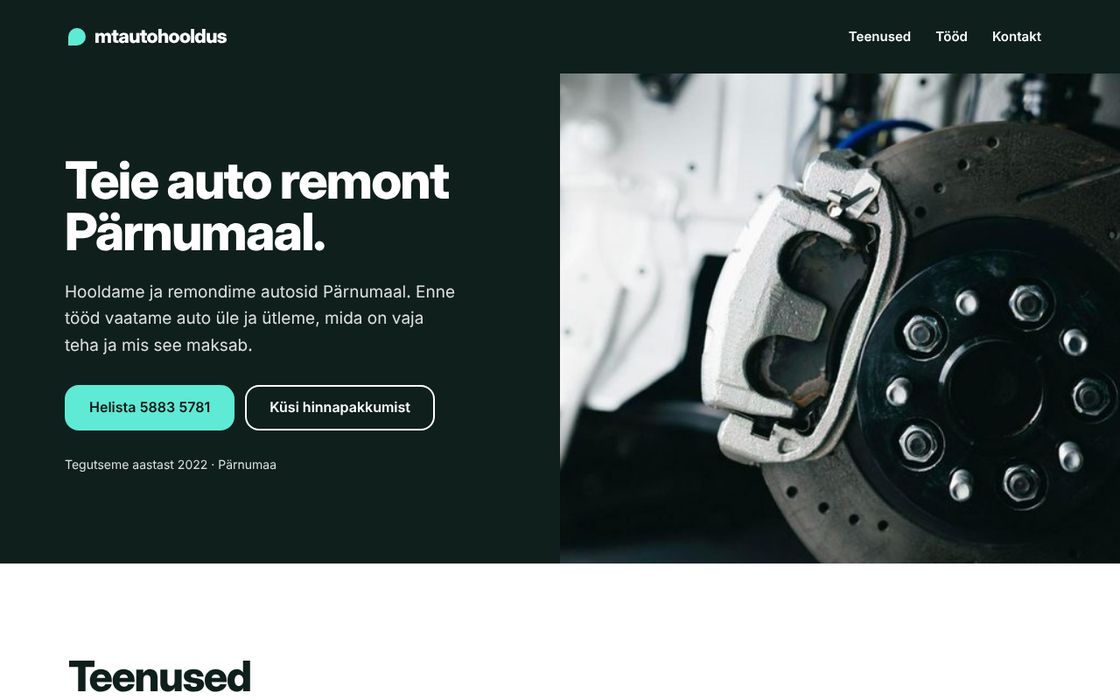 mtautohooldus
Teenused
Tööd
Kontakt
Teie auto remont
Pärnumaal.
Hooldame ja remondime autosid Pärnumaal. Enne
tööd vaatame auto üle ja ütleme, mida on vaja
teha ja mis see maksab.
Helista 5883 5781
Küsi hinnapakkumist
Tegutseme aastast 2022 · Pärnumaa
Teenused